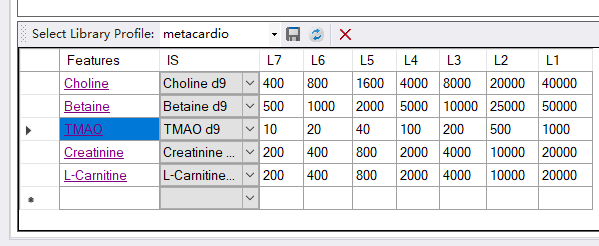 Select Library Profile: metacardio
Features IS L7 L6 L5 L4 L3 L2 L1
Choline Choline d9 400 800 1600 4000 8000 20000 40000
Betaine Betaine d9 500 1000 2000 5000 10000 25000 50000
TMAO TMAO d9 10 20 40 100 200 500 1000
Creatinine Creatinine ... 200 400 800 2000 4000 10000 20000
L-Carnitine L-Carnitine... 200 400 800 2000 4000 10000 20000